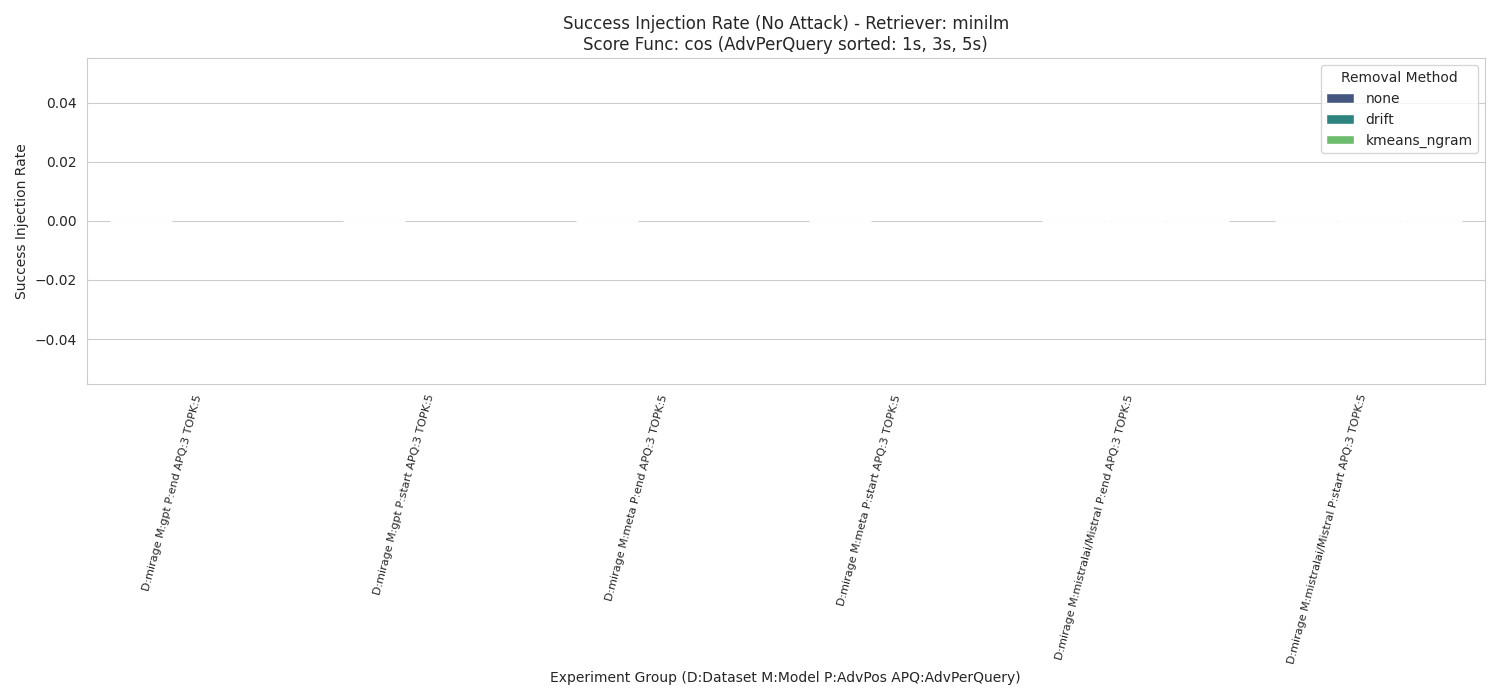 Success Injection Rate (No Attack) - Retriever: minilm
Score Func: cos (AdvPerQuery sorted: 1s, 3s, 5s)
Removal Method
none
drift
kmeans_ngram
Success Injection Rate
0.04
0.02
0.00
−0.02
−0.04
D:mirage M:gpt P:end APQ:3 TOPK:5
D:mirage M:gpt P:start APQ:3 TOPK:5
D:mirage M:meta P:end APQ:3 TOPK:5
D:mirage M:meta P:start APQ:3 TOPK:5
D:mirage M:mistralai/Mistral P:end APQ:3 TOPK:5
D:mirage M:mistralai/Mistral P:start APQ:3 TOPK:5
Experiment Group (D:Dataset M:Model P:AdvPos APQ:AdvPerQuery)